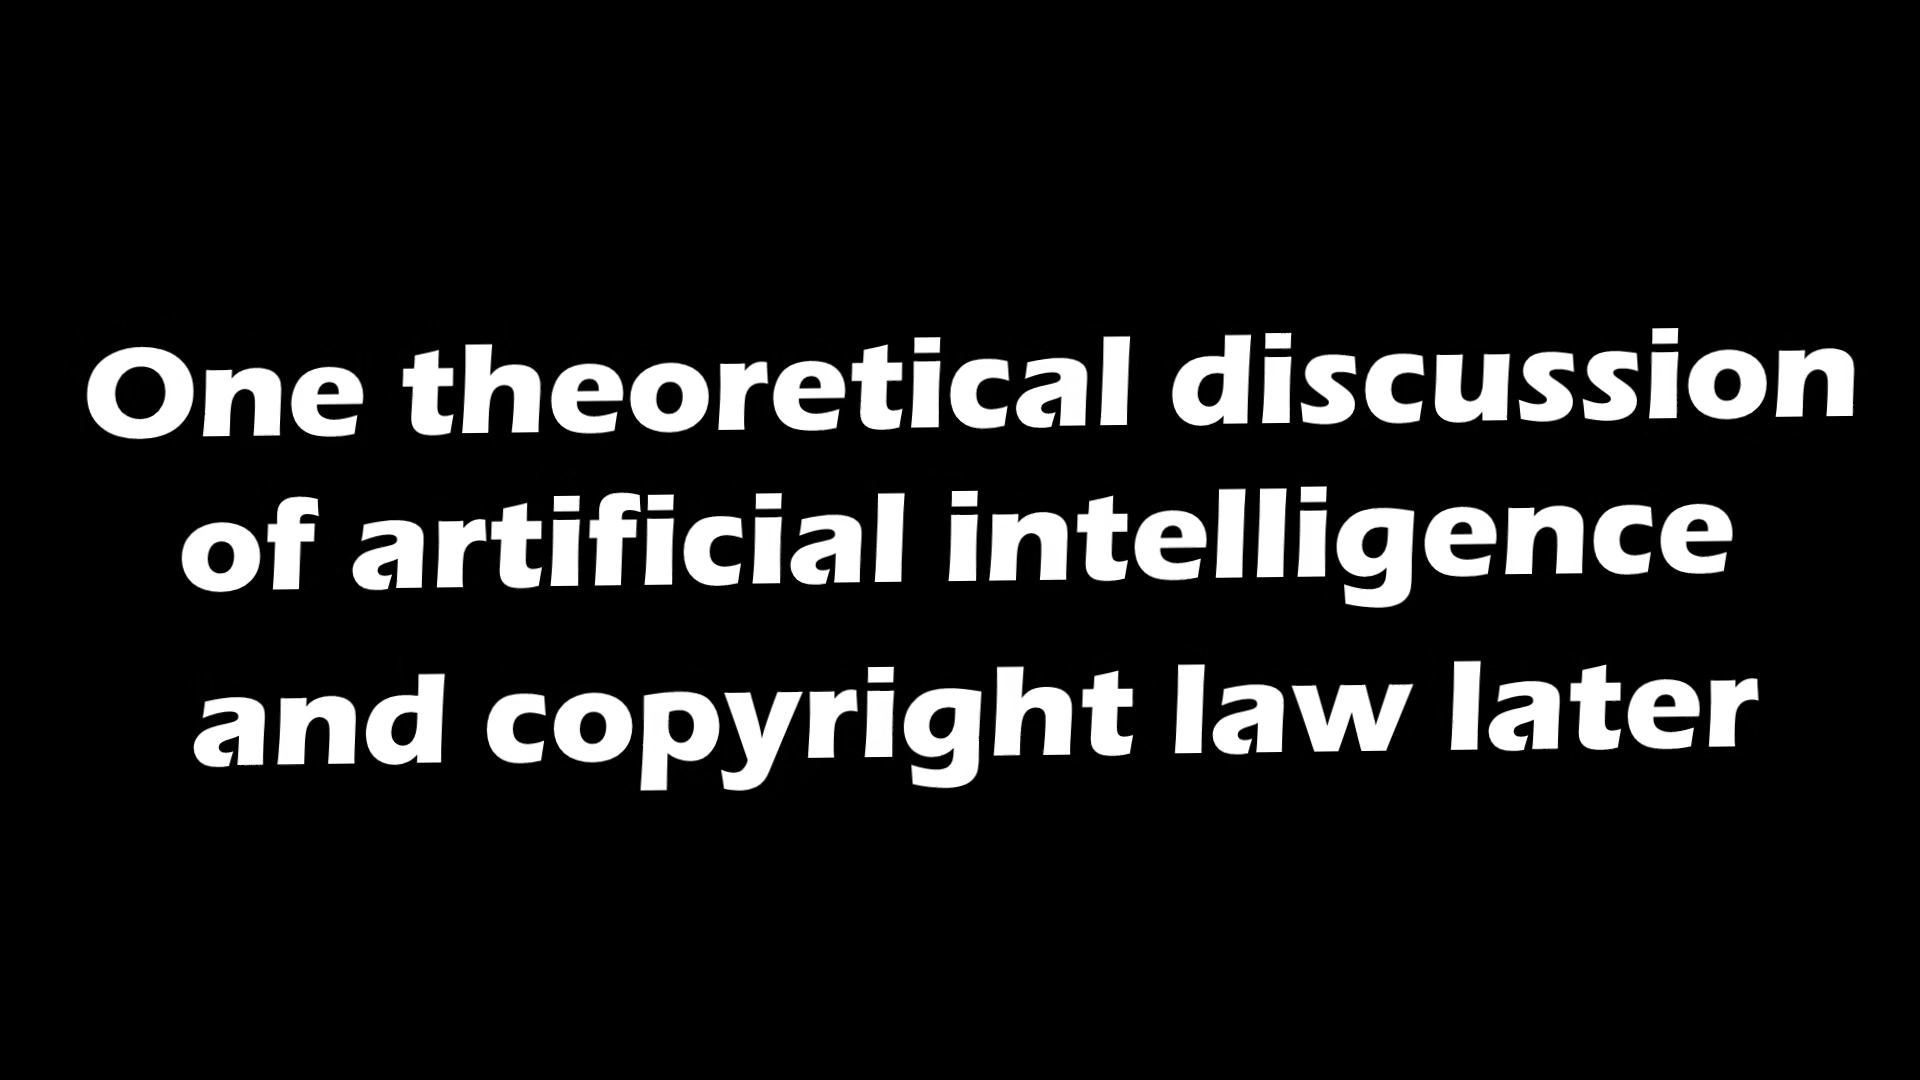 One theoretical discussion
of artificial intelligence
and copyright law later